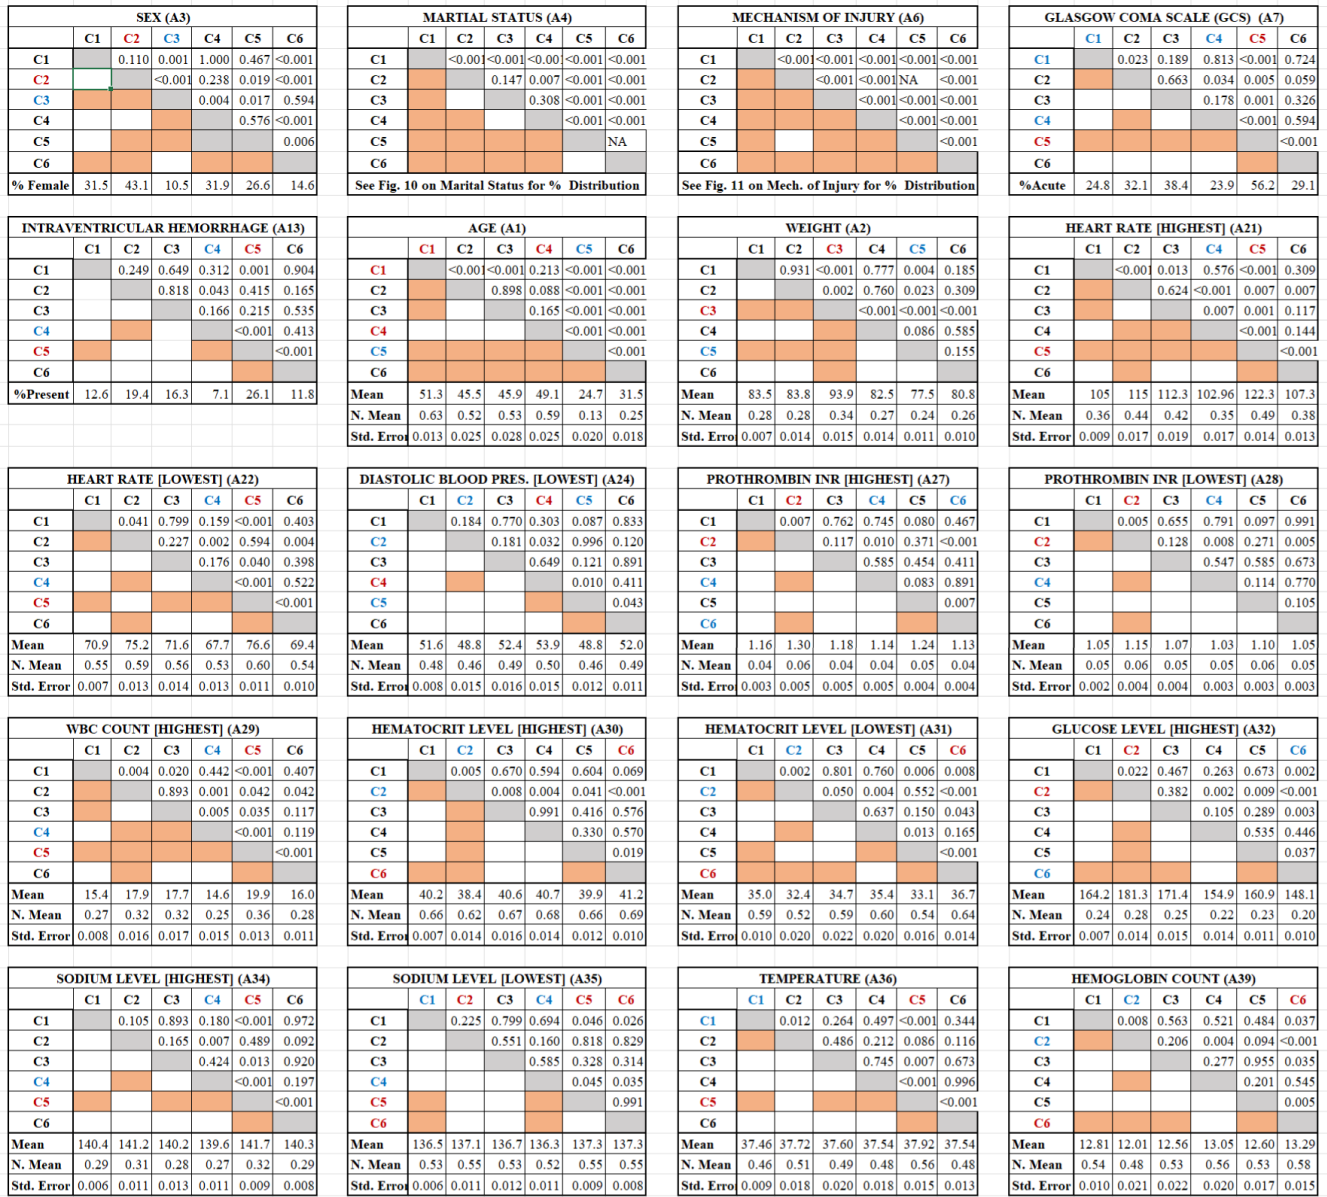 SEX (A3)
C1 C2 C3 C4 C5 C6
C1 0.110 0.001 1.000 0.467 <0.001
C2 <0.001 0.238 0.019 <0.001
C3 0.004 0.017 0.594
C4 0.576 <0.001
C5 0.006
C6
% Female 31.5 43.1 10.5 31.9 26.6 14.6
MARTIAL STATUS (A4)
C1 C2 C3 C4 C5 C6
C1 <0.001 <0.001 <0.001 <0.001 <0.001
C2 0.147 0.007 <0.001 <0.001
C3 0.308 <0.001 <0.001
C4 <0.001 <0.001
C5 NA
C6
See Fig. 10 on Marital Status for % Distribution
MECHANISM OF INJURY (A6)
C1 C2 C3 C4 C5 C6
C1 <0.001 <0.001 <0.001 <0.001 <0.001
C2 <0.001 <0.001 NA <0.001
C3 <0.001 <0.001 <0.001
C4 <0.001 <0.001
C5 <0.001
C6
See Fig. 11 on Mech. of Injury for % Distribution
GLASGOW COMA SCALE (GCS) (A7)
C1 C2 C3 C4 C5 C6
C1 0.023 0.189 0.813 <0.001 0.724
C2 0.663 0.034 0.005 0.059
C3 0.178 0.001 0.326
C4 <0.001 0.594
C5 <0.001
C6
%Acute 24.8 32.1 38.4 23.9 56.2 29.1
INTRAVENTRICULAR HEMORRHAGE (A13)
C1 C2 C3 C4 C5 C6
C1 0.249 0.649 0.312 0.001 0.904
C2 0.818 0.043 0.415 0.165
C3 0.166 0.215 0.535
C4 <0.001 0.413
C5 <0.001
C6
%Present 12.6 19.4 16.3 7.1 26.1 11.8
AGE (A1)
C1 C2 C3 C4 C5 C6
C1 <0.001 <0.001 0.213 <0.001 <0.001
C2 0.898 0.088 <0.001 <0.001
C3 0.165 <0.001 <0.001
C4 <0.001 <0.001
C5 <0.001
C6
Mean 51.3 45.5 45.9 49.1 24.7 31.5
N. Mean 0.63 0.52 0.53 0.59 0.13 0.25
Std. Error 0.013 0.025 0.028 0.025 0.020 0.018
WEIGHT (A2)
C1 C2 C3 C4 C5 C6
C1 0.931 <0.001 0.777 0.004 0.185
C2 0.002 0.760 0.023 0.309
C3 <0.001 <0.001 <0.001
C4 0.086 0.585
C5 0.155
C6
Mean 83.5 83.8 93.9 82.5 77.5 80.8
N. Mean 0.28 0.28 0.34 0.27 0.24 0.26
Std. Error 0.007 0.014 0.015 0.014 0.011 0.010
HEART RATE [HIGHEST] (A21)
C1 C2 C3 C4 C5 C6
C1 <0.001 0.013 0.576 <0.001 0.309
C2 0.624 <0.001 0.007 0.007
C3 0.007 0.001 0.117
C4 <0.001 0.144
C5 <0.001
C6
Mean 105 115 112.3 102.96 122.3 107.3
N. Mean 0.36 0.44 0.42 0.35 0.49 0.38
Std. Error 0.009 0.017 0.019 0.017 0.014 0.013
HEART RATE [LOWEST] (A22)
C1 C2 C3 C4 C5 C6
C1 0.041 0.799 0.159 <0.001 0.403
C2 0.227 0.002 0.594 0.004
C3 0.176 0.040 0.398
C4 <0.001 0.522
C5 <0.001
C6
Mean 70.9 75.2 71.6 67.7 76.6 69.4
N. Mean 0.55 0.59 0.56 0.53 0.60 0.54
Std. Error 0.007 0.013 0.014 0.013 0.011 0.010
DIASTOLIC BLOOD PRES. [LOWEST] (A24)
C1 C2 C3 C4 C5 C6
C1 0.184 0.770 0.303 0.087 0.833
C2 0.181 0.032 0.996 0.120
C3 0.649 0.121 0.891
C4 0.010 0.411
C5 0.043
C6
Mean 51.6 48.8 52.4 53.9 48.8 52.0
N. Mean 0.48 0.46 0.49 0.50 0.46 0.49
Std. Error 0.008 0.015 0.016 0.015 0.012 0.011
PROTHROMBIN INR [HIGHEST] (A27)
C1 C2 C3 C4 C5 C6
C1 0.007 0.762 0.745 0.080 0.467
C2 0.117 0.010 0.371 <0.001
C3 0.585 0.454 0.411
C4 0.083 0.891
C5 0.007
C6
Mean 1.16 1.30 1.18 1.14 1.24 1.13
N. Mean 0.04 0.06 0.04 0.04 0.05 0.04
Std. Error 0.003 0.005 0.005 0.005 0.004 0.004
PROTHROMBIN INR [LOWEST] (A28)
C1 C2 C3 C4 C5 C6
C1 0.005 0.655 0.791 0.097 0.991
C2 0.128 0.008 0.271 0.005
C3 0.547 0.585 0.673
C4 0.114 0.770
C5 0.105
C6
Mean 1.05 1.15 1.07 1.03 1.10 1.05
N. Mean 0.05 0.06 0.05 0.05 0.06 0.05
Std. Error 0.002 0.004 0.004 0.003 0.003 0.003
WBC COUNT [HIGHEST] (A29)
C1 C2 C3 C4 C5 C6
C1 0.004 0.020 0.442 <0.001 0.407
C2 0.893 0.001 0.042 0.042
C3 0.005 0.035 0.117
C4 <0.001 0.119
C5 <0.001
C6
Mean 15.4 17.9 17.7 14.6 19.9 16.0
N. Mean 0.27 0.32 0.32 0.25 0.36 0.28
Std. Error 0.008 0.016 0.017 0.015 0.013 0.011
HEMATOCRIT LEVEL [HIGHEST] (A30)
C1 C2 C3 C4 C5 C6
C1 0.005 0.670 0.594 0.604 0.069
C2 0.008 0.004 0.041 <0.001
C3 0.991 0.416 0.576
C4 0.330 0.570
C5 0.019
C6
Mean 40.2 38.4 40.6 40.7 39.9 41.2
N. Mean 0.66 0.62 0.67 0.68 0.66 0.69
Std. Error 0.007 0.014 0.016 0.014 0.012 0.010
HEMATOCRIT LEVEL [LOWEST] (A31)
C1 C2 C3 C4 C5 C6
C1 0.002 0.801 0.760 0.006 0.008
C2 0.050 0.004 0.552 <0.001
C3 0.637 0.150 0.043
C4 0.013 0.165
C5 <0.001
C6
Mean 35.0 32.4 34.7 35.4 33.1 36.7
N. Mean 0.59 0.52 0.59 0.60 0.54 0.64
Std. Error 0.010 0.020 0.022 0.020 0.016 0.014
GLUCOSE LEVEL [HIGHEST] (A32)
C1 C2 C3 C4 C5 C6
C1 0.022 0.467 0.263 0.673 0.002
C2 0.382 0.002 0.009 <0.001
C3 0.105 0.289 0.003
C4 0.535 0.446
C5 0.037
C6
Mean 164.2 181.3 171.4 154.9 160.9 148.1
N. Mean 0.24 0.28 0.25 0.22 0.23 0.20
Std. Error 0.007 0.014 0.015 0.014 0.011 0.010
SODIUM LEVEL [HIGHEST] (A34)
C1 C2 C3 C4 C5 C6
C1 0.105 0.893 0.180 <0.001 0.972
C2 0.165 0.007 0.489 0.092
C3 0.424 0.013 0.920
C4 <0.001 0.197
C5 <0.001
C6
Mean 140.4 141.2 140.2 139.6 141.7 140.3
N. Mean 0.29 0.31 0.28 0.27 0.32 0.29
Std. Error 0.006 0.011 0.013 0.011 0.009 0.008
SODIUM LEVEL [LOWEST] (A35)
C1 C2 C3 C4 C5 C6
C1 0.225 0.799 0.694 0.046 0.026
C2 0.551 0.160 0.818 0.829
C3 0.585 0.328 0.314
C4 0.045 0.035
C5 0.991
C6
Mean 136.5 137.1 136.7 136.3 137.3 137.3
N. Mean 0.53 0.55 0.53 0.52 0.55 0.55
Std. Error 0.006 0.011 0.012 0.011 0.009 0.008
TEMPERATURE (A36)
C1 C2 C3 C4 C5 C6
C1 0.012 0.264 0.497 <0.001 0.344
C2 0.486 0.212 0.086 0.116
C3 0.745 0.007 0.673
C4 <0.001 0.996
C5 <0.001
C6
Mean 37.46 37.72 37.60 37.54 37.92 37.54
N. Mean 0.46 0.51 0.49 0.48 0.56 0.48
Std. Error 0.009 0.018 0.020 0.018 0.015 0.013
HEMOGLOBIN COUNT (A39)
C1 C2 C3 C4 C5 C6
C1 0.008 0.563 0.521 0.484 0.037
C2 0.206 0.004 0.094 <0.001
C3 0.277 0.955 0.035
C4 0.201 0.545
C5 0.005
C6
Mean 12.81 12.01 12.56 13.05 12.60 13.29
N. Mean 0.54 0.48 0.53 0.56 0.53 0.58
Std. Error 0.010 0.021 0.022 0.020 0.017 0.015